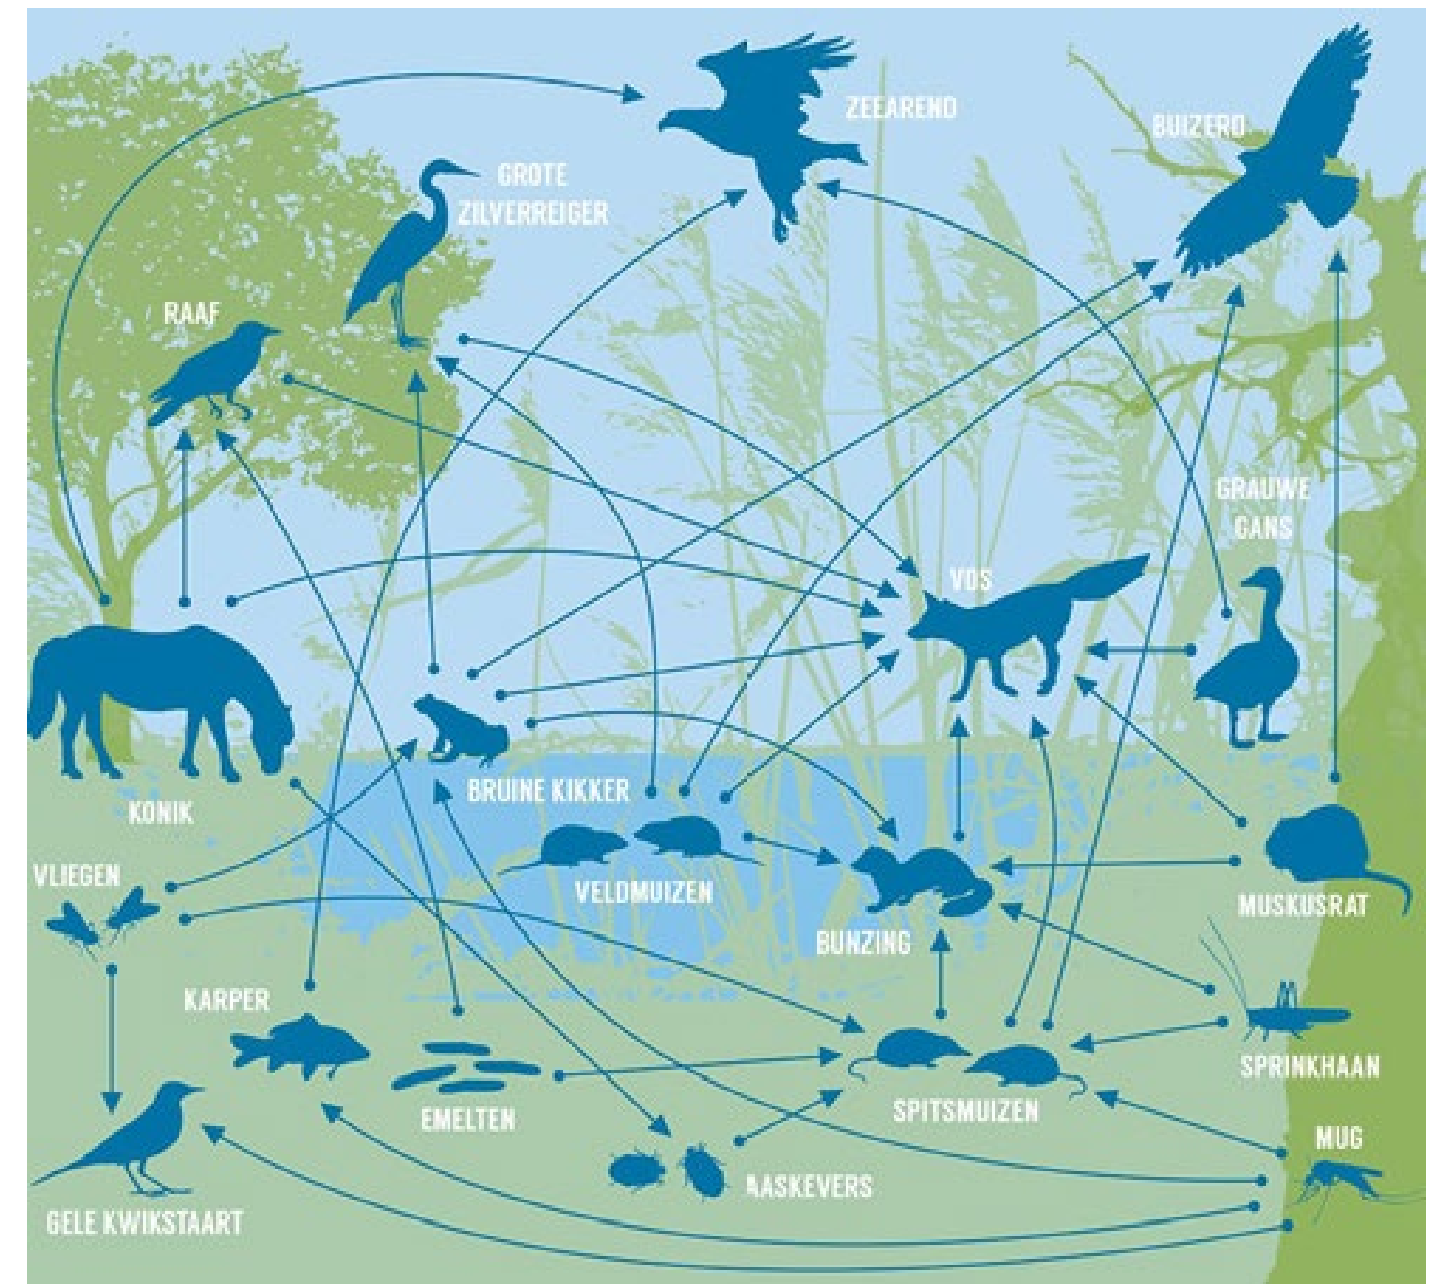 ZEEAREND
BUIZERD
GROTE
ZILVERREIGER
RAAF
GRAUWE
GANS
VOS
BRUINE KIKKER
KONIK
VLIEGEN
VELDMUIZEN
MUSKUSRAT
BUNZING
KARPER
SPRINKHAAN
EMELTEN
SPITSMUIZEN
MUG
AASKEVERS
GELE KWIKSTAART